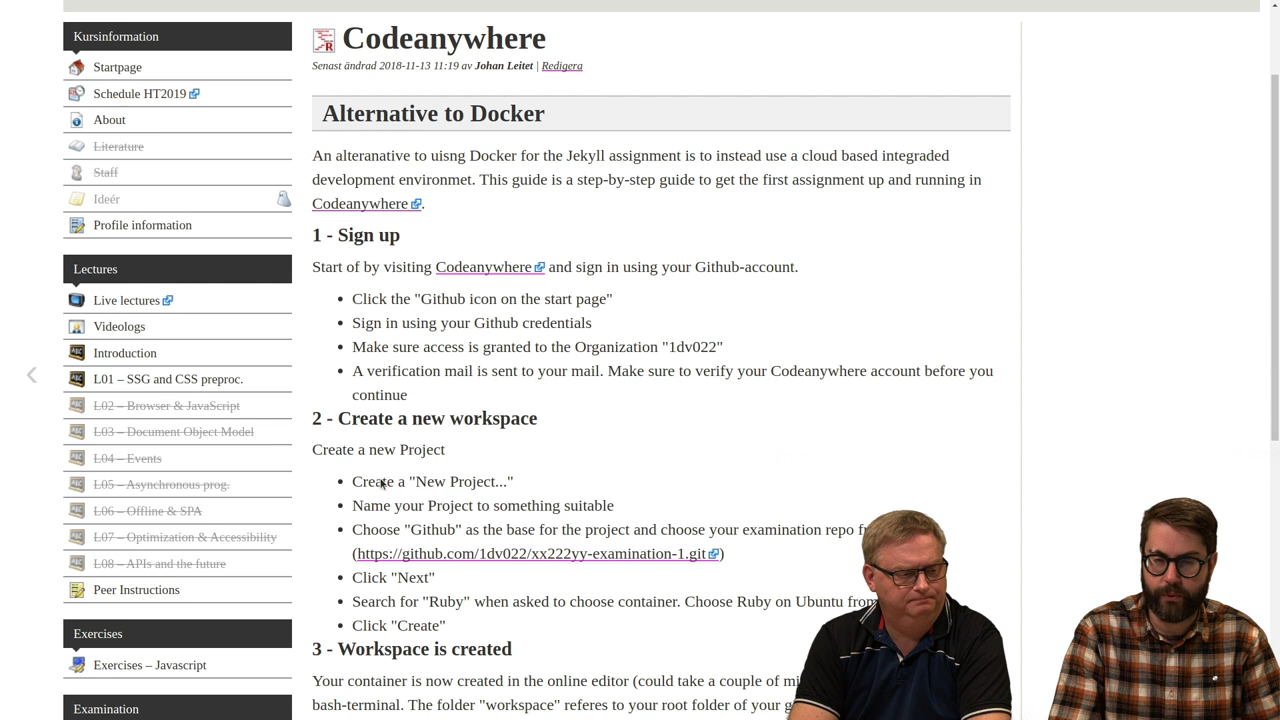 Kursinformation
Startpage
Schedule HT2019
About
Literature
Staff
Ideér
Profile information
Lectures
Live lectures
Videologs
Introduction
L01 – SSG and CSS preproc.
L02 – Browser & JavaScript
L03 – Document Object Model
L04 – Events
L05 – Asynchronous prog.
L06 – Offline & SPA
L07 – Optimization & Accessibility
L08 – APIs and the future
Peer Instructions
Exercises
Exercises – Javascript
Examination
Codeanywhere
Senast ändrad 2018-11-13 11:19 av Johan Leitet | Redigera
Alternative to Docker
An alteranative to uisng Docker for the Jekyll assignment is to instead use a cloud based integrated
development environmet. This guide is a step-by-step guide to get the first assignment up and running in
Codeanywhere.
1 - Sign up
Start of by visiting Codeanywhere and sign in using your Github-account.
• Click the "Github icon on the start page"
• Sign in using your Github credentials
• Make sure access is granted to the Organization "1dv022"
• A verification mail is sent to your mail. Make sure to verify your Codeanywhere account before you
continue
2 - Create a new workspace
Create a new Project
• Create a "New Project..."
• Name your Project to something suitable
• Choose "Github" as the base for the project and choose your examination repo
(https://github.com/1dv022/xx222yy-examination-1.git)
• Click "Next"
• Search for "Ruby" when asked to choose container. Choose Ruby on Ubuntu from
• Click "Create"
3 - Workspace is created
Your container is now created in the online editor (could take a couple of
bash-terminal. The folder "workspace" referes to your root folder of your